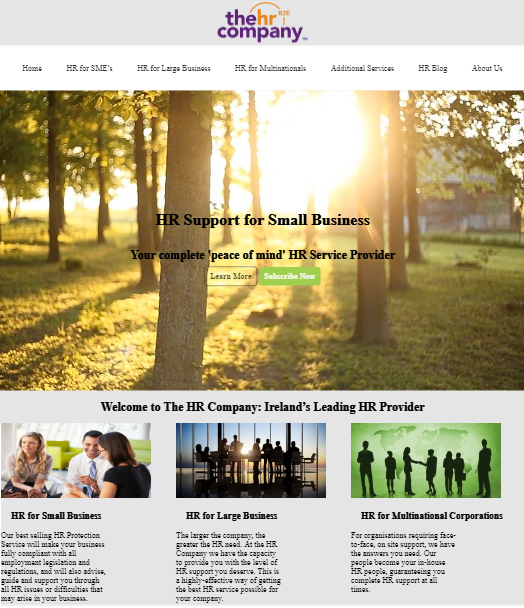 thehr B2E
company
Home HR for SME's HR for Large Business HR for Multinationals Additional Services HR Blog About Us
HR Support for Small Business
Your complete 'peace of mind' HR Service Provider
Learn More Subscribe Now
Welcome to The HR Company: Ireland's Leading HR Provider
HR for Small Business
Our best selling HR Protection
Service will make your business
fully compliant with all
employment legislation and
regulations, and will also advise,
guide and support you through
all HR issues or difficulties that
may arise in your business.
HR for Large Business
The larger the company, the
greater the HR need. At the HR
Company we have the capacity
to provide you with the level of
HR support you deserve. This is
a highly-effective way of getting
the best HR service possible for
your company.
HR for Multinational Corporations
For organisations requiring face-
to-face, on site support, we have
the answers you need. Our
people become your in-house
HR people, guaranteeing you
complete HR support at all
times.